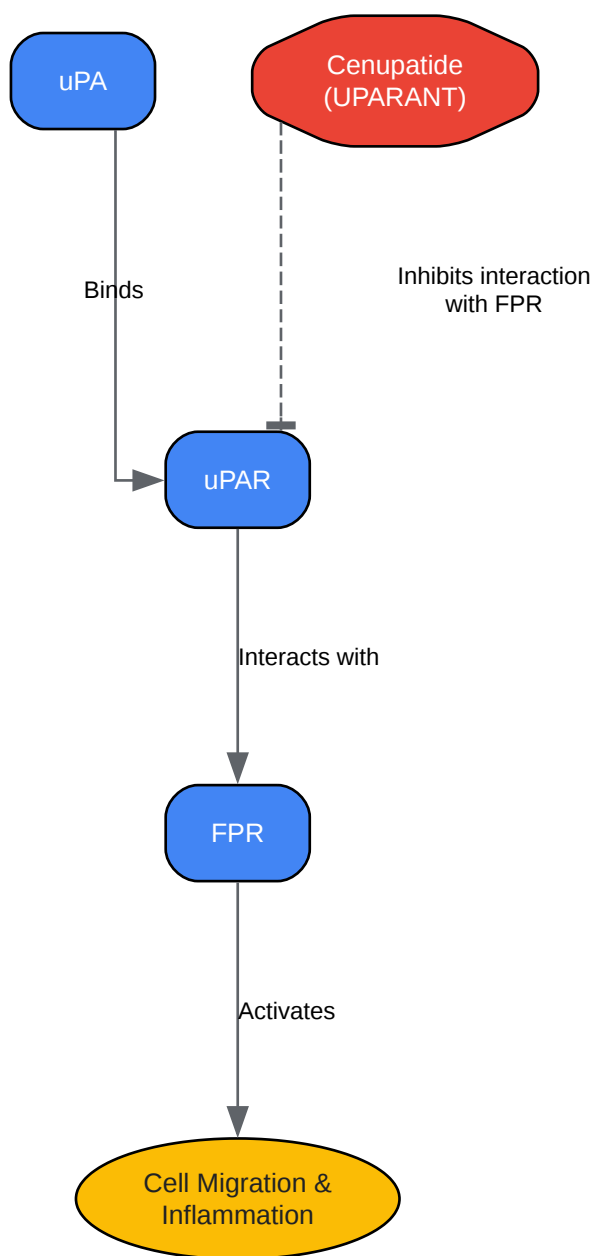 uPA
Cenupatide
(UPARANT)
Binds
Inhibits interaction
with FPR
uPAR
Interacts with
FPR
Activates
Cell Migration &
Inflammation